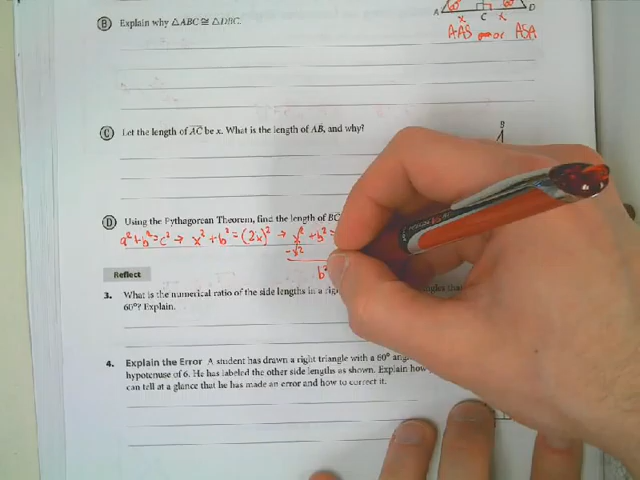 B Explain why △ABC ≅ △DBC.
60° 60°
A C D
x x
AAS or ASA
C Let the length of AC be x. What is the length of AB, and why?
B
D Using the Pythagorean Theorem, find the length of BC
a² + b² = c² → x² + b² = (2x)² → x² + b² =
-x²
b²
Reflect
3. What is the numerical ratio of the side lengths in a rig angles that
60°? Explain.
4. Explain the Error A student has drawn a right triangle with a 60° ang
hypotenuse of 6. He has labeled the other side lengths as shown. Explain how
can tell at a glance that he has made an error and how to correct it.